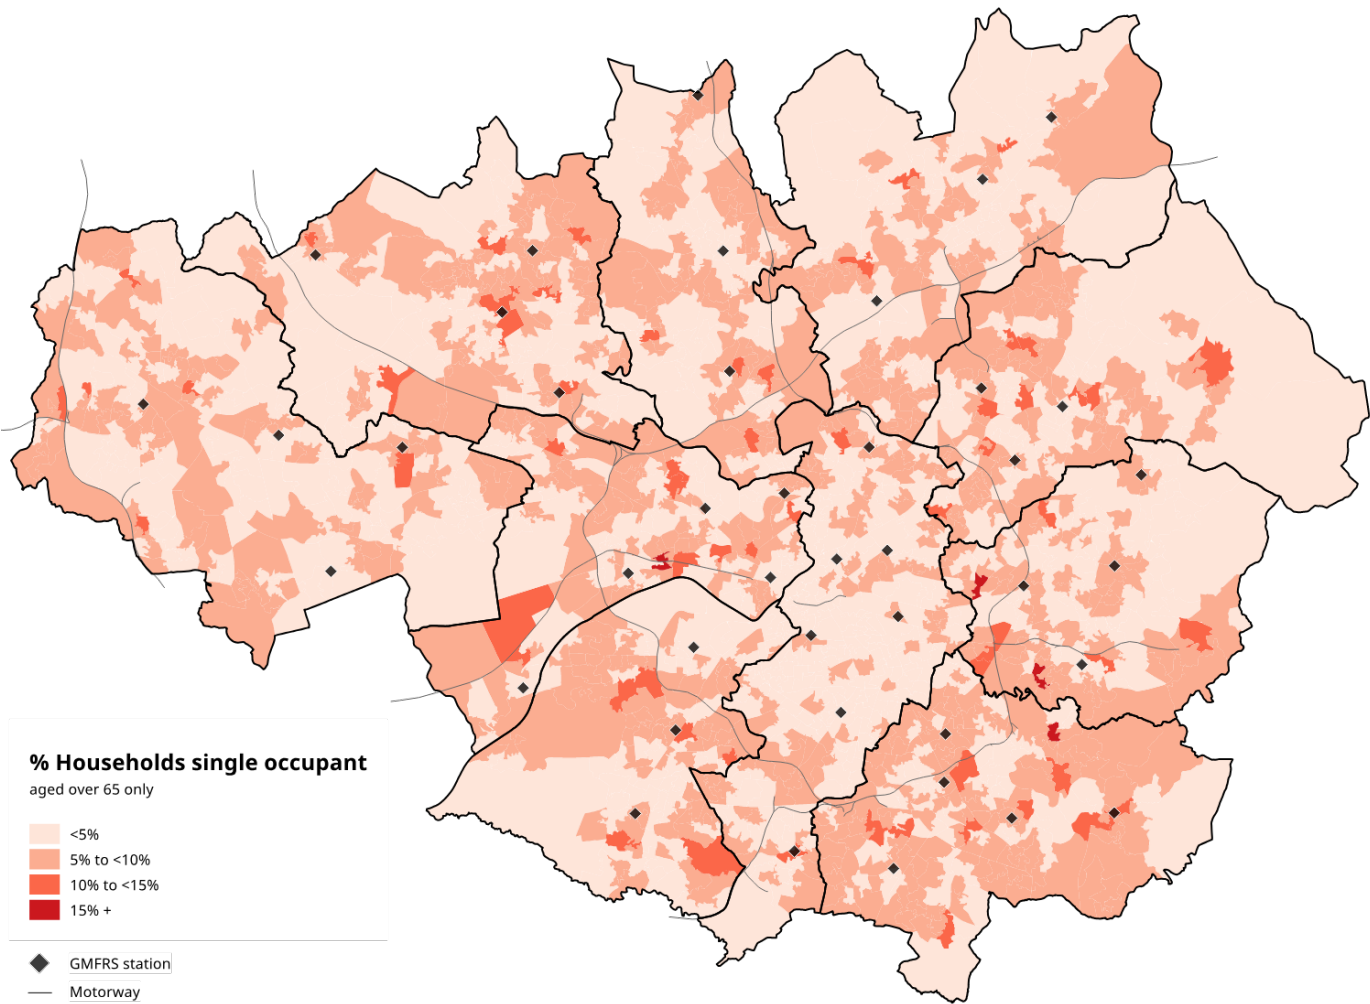 % Households single occupant
aged over 65 only
<5%
5% to <10%
10% to <15%
15% +
GMFRS station
Motorway